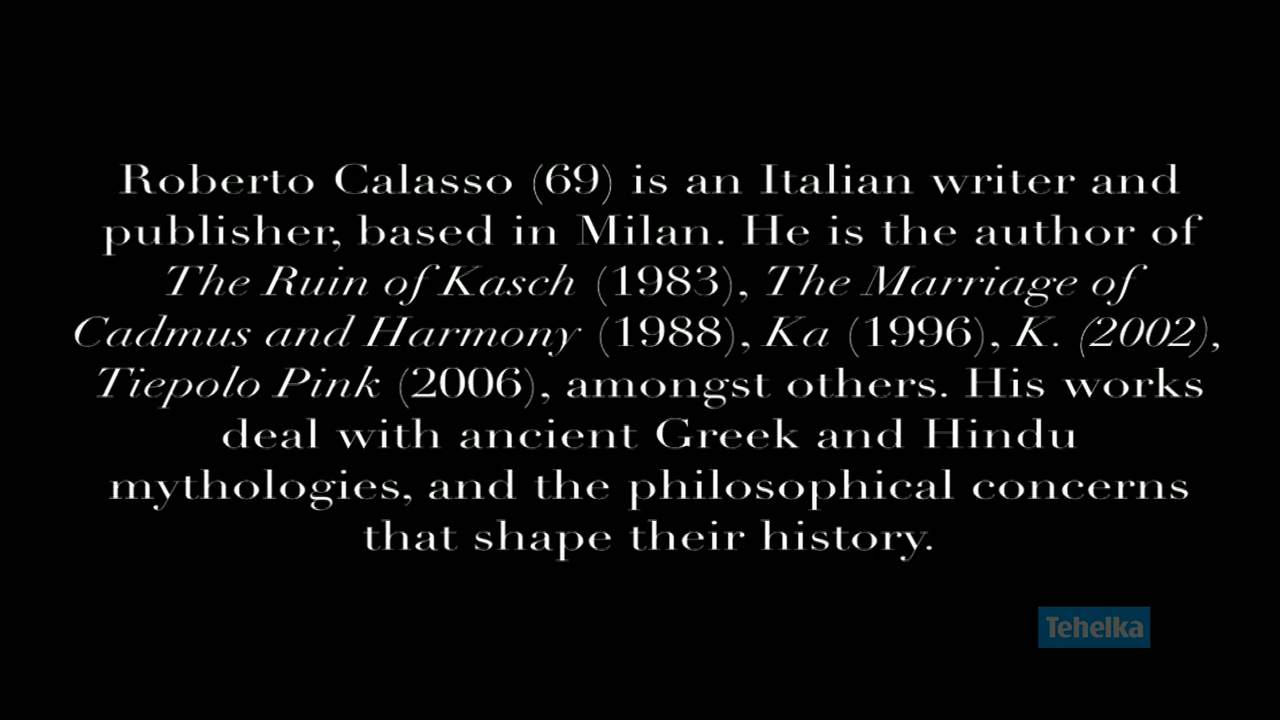 Roberto Calasso (69) is an Italian writer and
publisher, based in Milan. He is the author of
The Ruin of Kasch (1983), The Marriage of
Cadmus and Harmony (1988), Ka (1996), K. (2002),
Tiepolo Pink (2006), amongst others. His works
deal with ancient Greek and Hindu
mythologies, and the philosophical concerns
that shape their history.
Tehelka